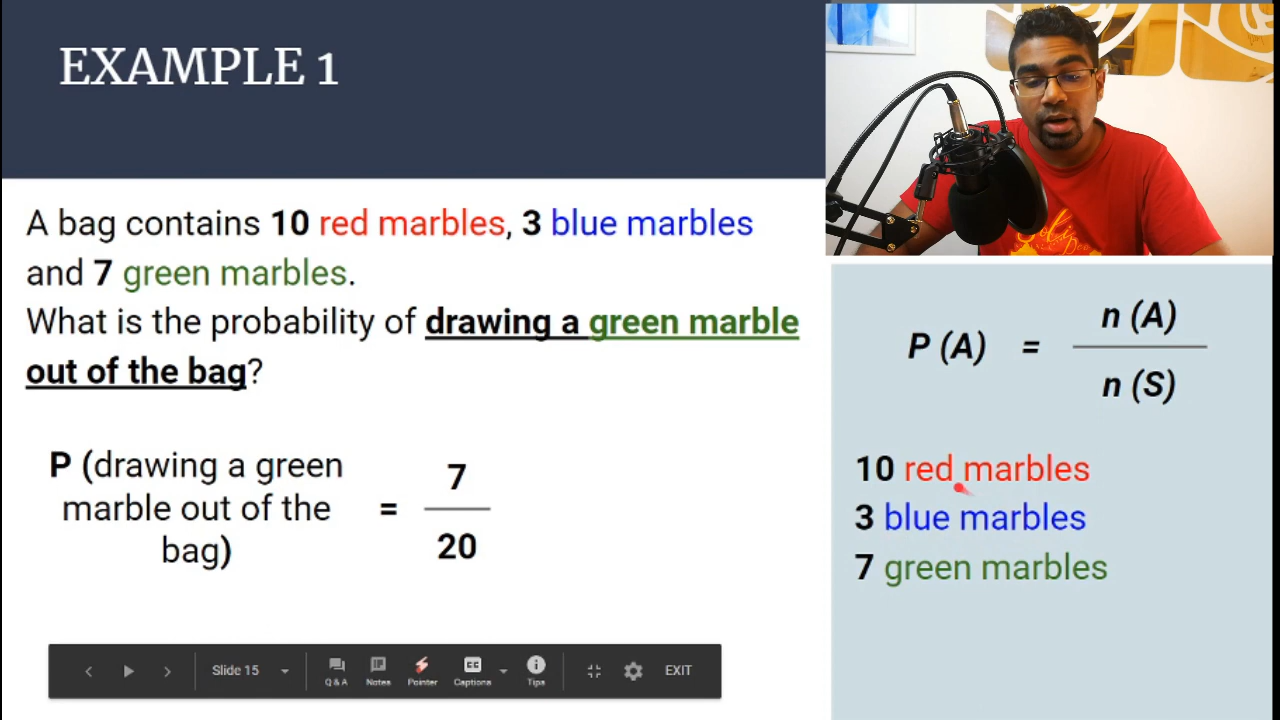 EXAMPLE 1
A bag contains 10 red marbles, 3 blue marbles
and 7 green marbles.
What is the probability of drawing a green marble
out of the bag?
P (drawing a green
marble out of the
bag)
=
7
20
P (A) =
n (A)
n (S)
10 red marbles
3 blue marbles
7 green marbles
Slide 15
Q & A
Notes
Pointer
CC
Captions
Tips
EXIT